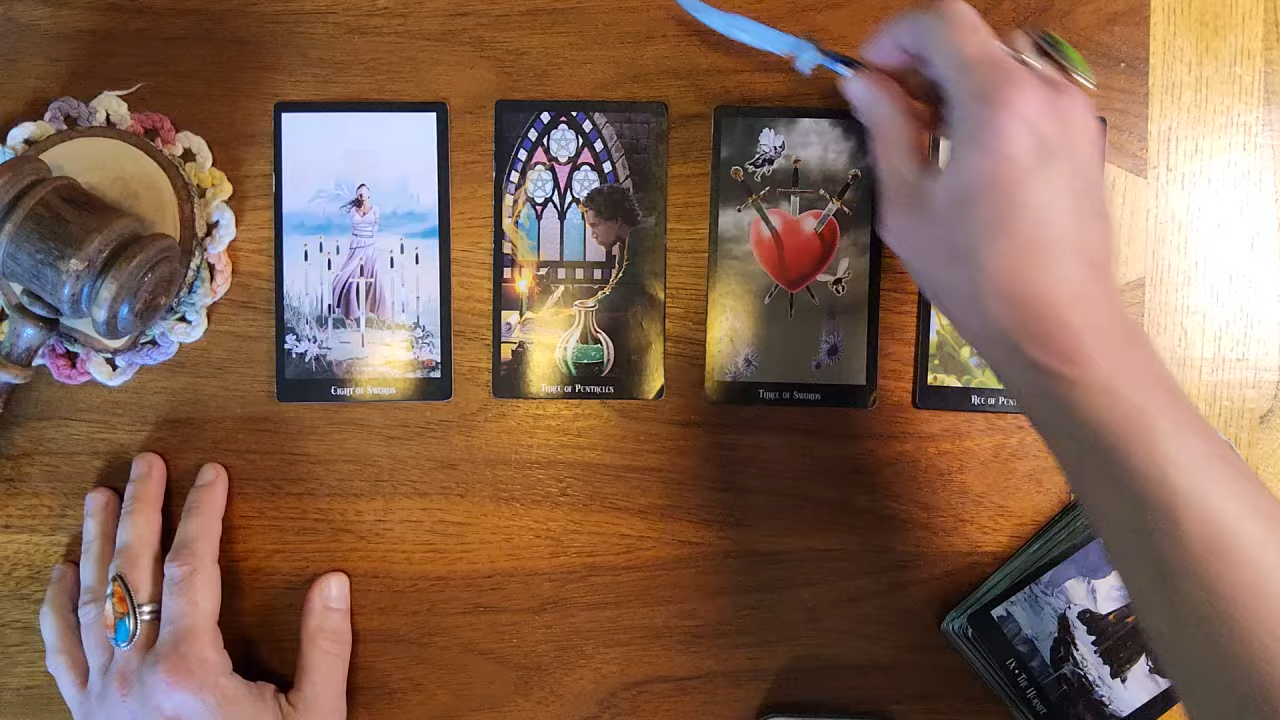 Eight of Swords
Three of Pentacles
Three of Swords
Ace of Pent
IX • The Hermit